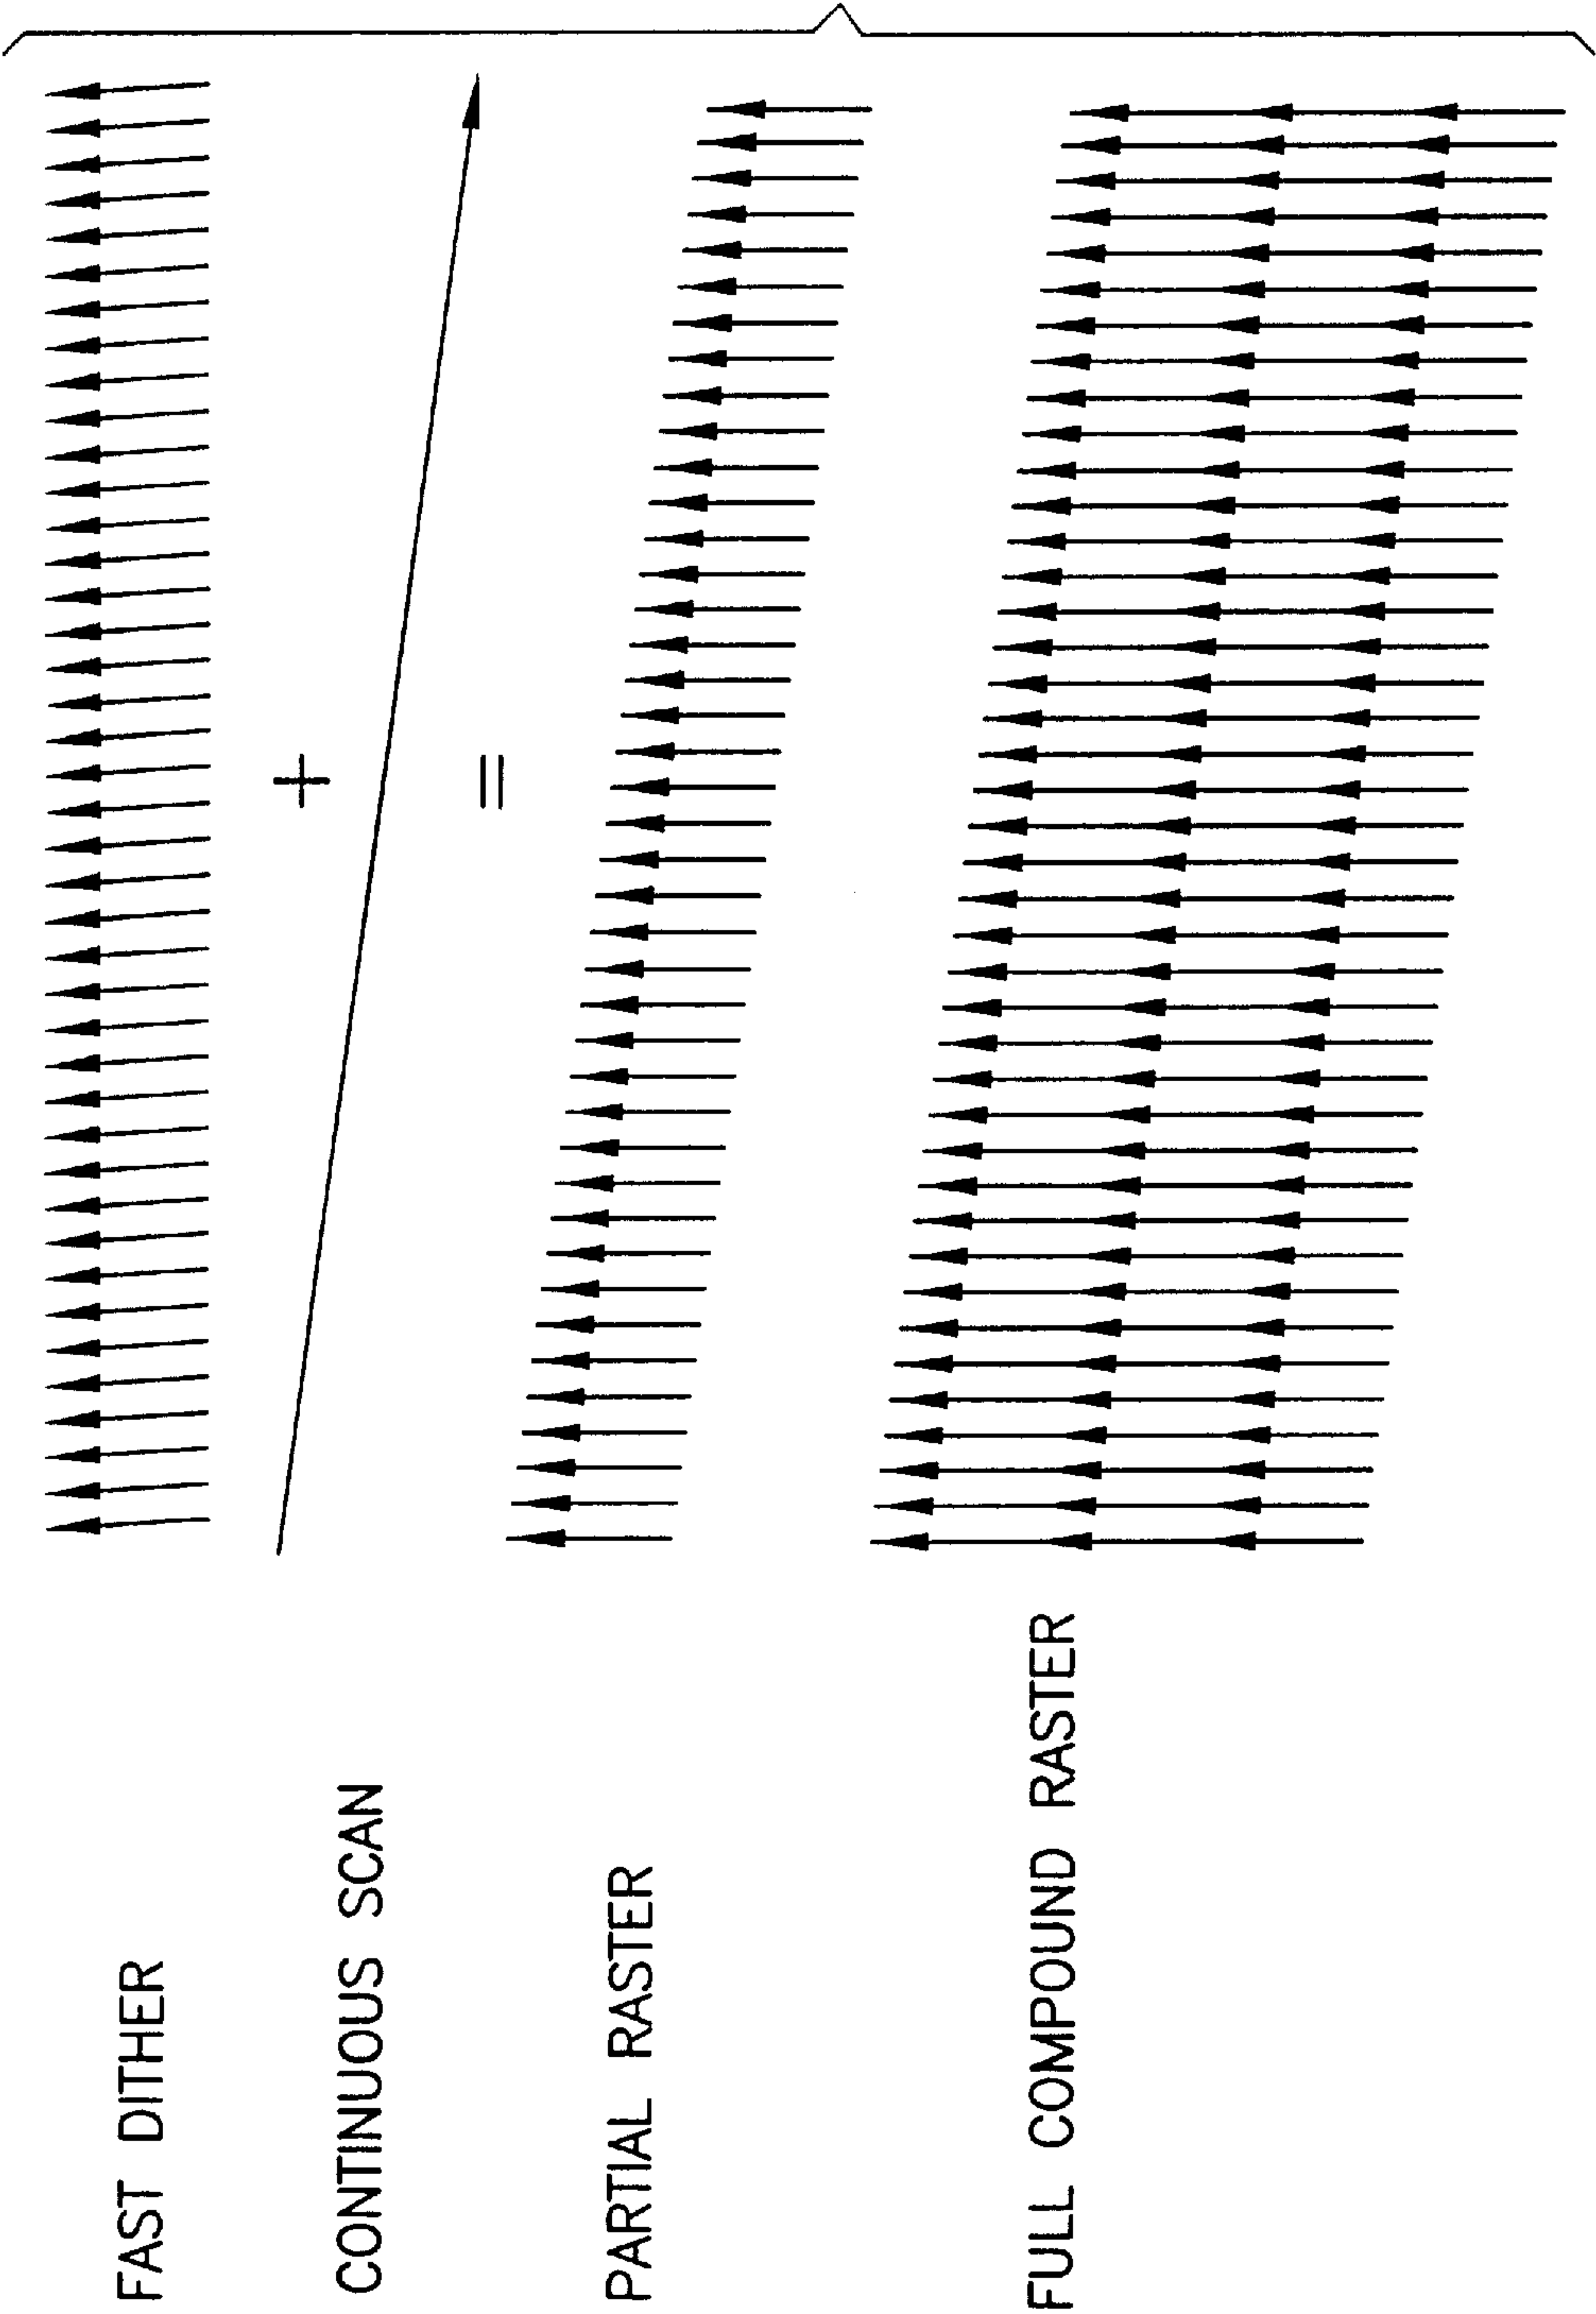 FAST DITHER
+
CONTINUOUS SCAN
=
PARTIAL RASTER
FULL COMPOUND RASTER